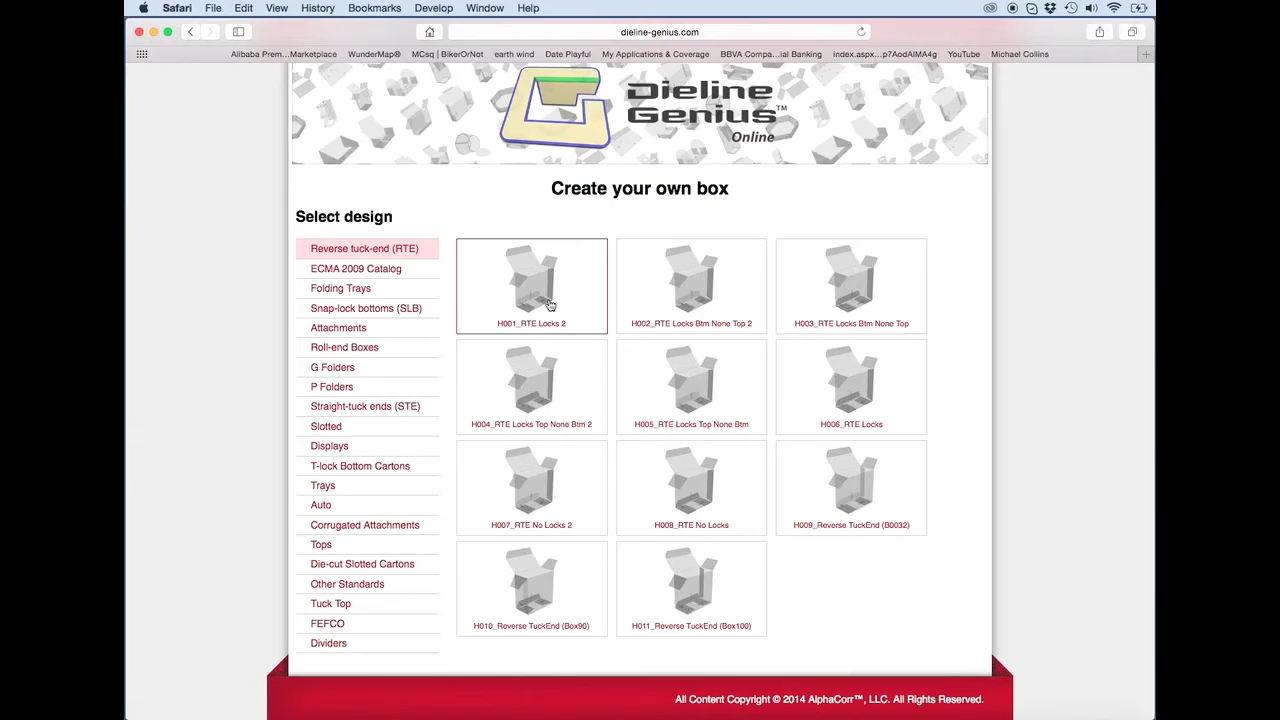 Safari File Edit View History Bookmarks Develop Window Help
dieline-genius.com
Alibaba Prem...Marketplace WunderMap® MCsq | BikerOrNot earth wind Date Playful My Applications & Coverage BBVA Compa...ial Banking index.aspx...p7AodAIMA4g YouTube Michael Collins
Dieline
Genius™
Online
Create your own box
Select design
Reverse tuck-end (RTE)
ECMA 2009 Catalog
Folding Trays
Snap-lock bottoms (SLB)
Attachments
Roll-end Boxes
G Folders
P Folders
Straight-tuck ends (STE)
Slotted
Displays
T-lock Bottom Cartons
Trays
Auto
Corrugated Attachments
Tops
Die-cut Slotted Cartons
Other Standards
Tuck Top
FEFCO
Dividers
H001_RTE Locks 2
H002_RTE Locks Btm None Top 2
H003_RTE Locks Btm None Top
H004_RTE Locks Top None Btm 2
H005_RTE Locks Top None Btm
H006_RTE Locks
H007_RTE No Locks 2
H008_RTE No Locks
H009_Reverse TuckEnd (B0032)
H010_Reverse TuckEnd (Box90)
H011_Reverse TuckEnd (Box100)
All Content Copyright © 2014 AlphaCorr™, LLC. All Rights Reserved.